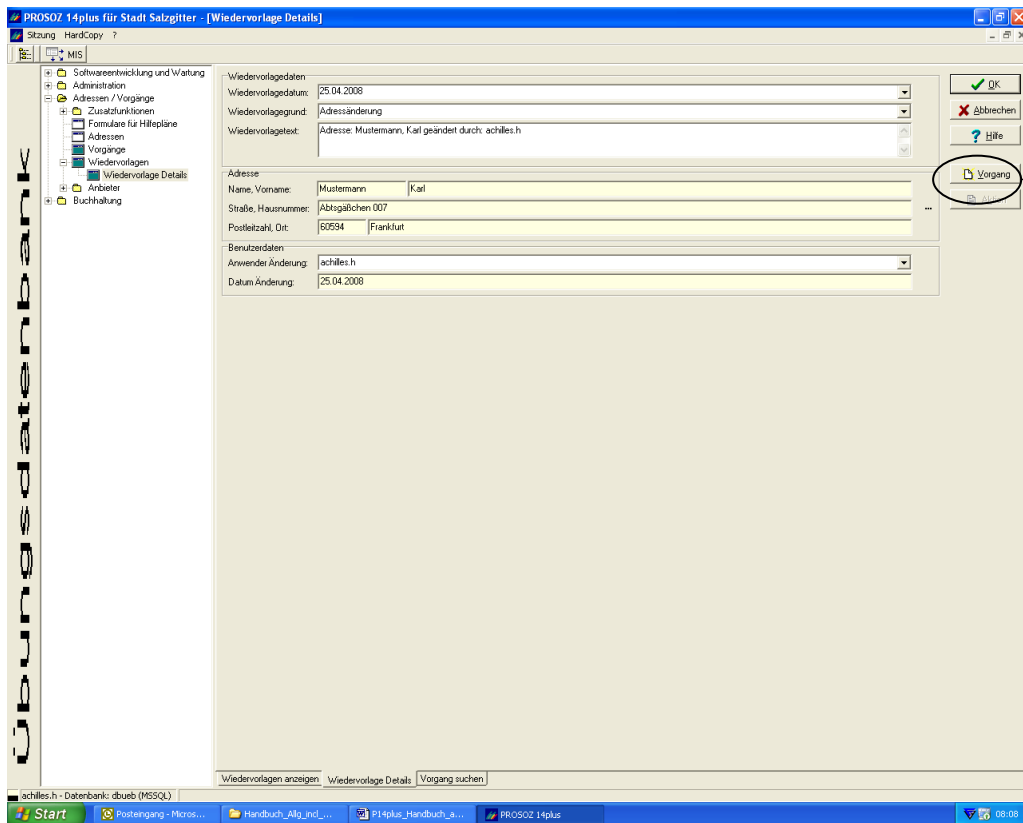 PROSOZ 14plus für Stadt Salzgitter - [Wiedervorlage Details]
Sitzung HardCopy ?
MIS
Softwareentwicklung und Wartung
Administration
Adressen / Vorgänge
Zusatzfunktionen
Formulare für Hilfepläne
Adressen
Vorgänge
Wiedervorlagen
Wiedervorlage Details
Anbieter
Buchhaltung
Übungsdatenbank
Wiedervorlagedaten
Wiedervorlagedatum: 25.04.2008
Wiedervorlagegrund: Adressänderung
Wiedervorlagetext: Adresse: Mustermann, Karl geändert durch: achilles.h
Adresse
Name, Vorname: Mustermann Karl
Straße, Hausnummer: Abtsgäßchen 007
...
Postleitzahl, Ort: 60594 Frankfurt
Benutzerdaten
Anwender Änderung: achilles.h
Datum Änderung: 25.04.2008
OK
Abbrechen
Hilfe
Vorgang
Wiedervorlagen anzeigen Wiedervorlage Details Vorgang suchen
achilles.h - Datenbank: dbueb (MSSQL)
Start Posteingang - Micros... Handbuch_Allg_incl_... P14plus_Handbuch_a... PROSOZ 14plus 08:08